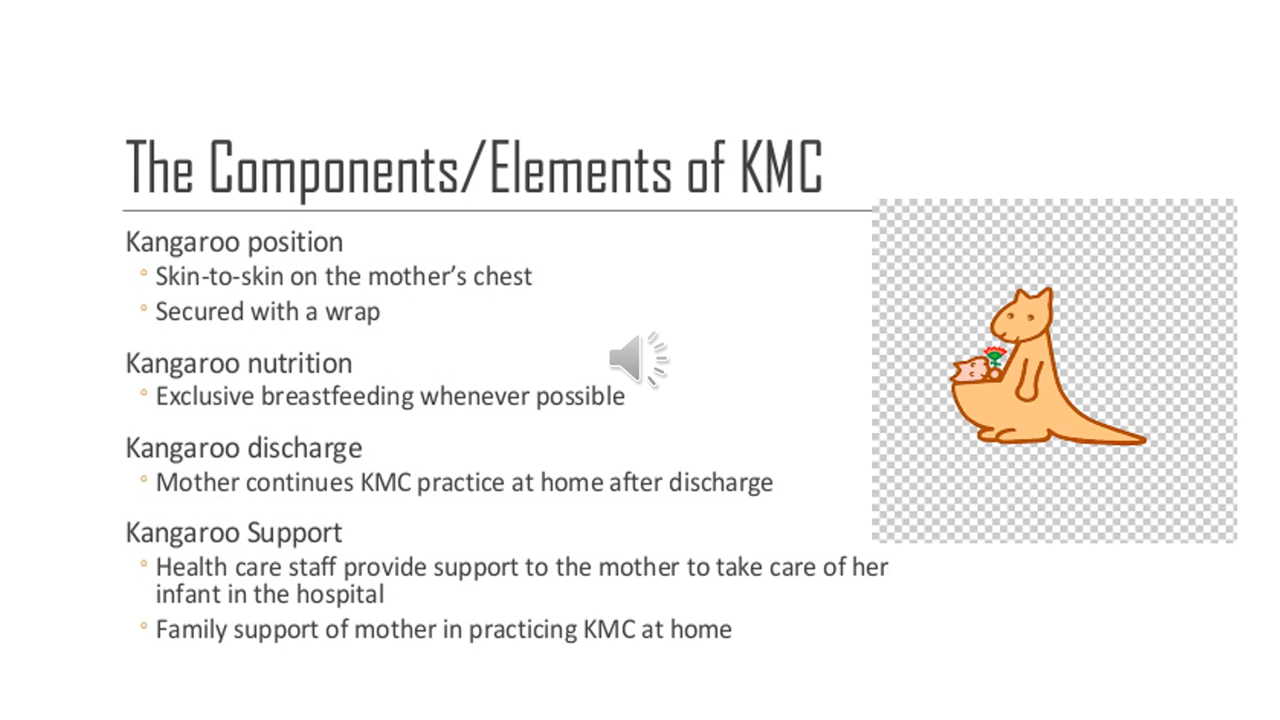 The Components/Elements of KMC
Kangaroo position
° Skin-to-skin on the mother’s chest
° Secured with a wrap
Kangaroo nutrition
° Exclusive breastfeeding whenever possible
Kangaroo discharge
° Mother continues KMC practice at home after discharge
Kangaroo Support
° Health care staff provide support to the mother to take care of her
infant in the hospital
° Family support of mother in practicing KMC at home